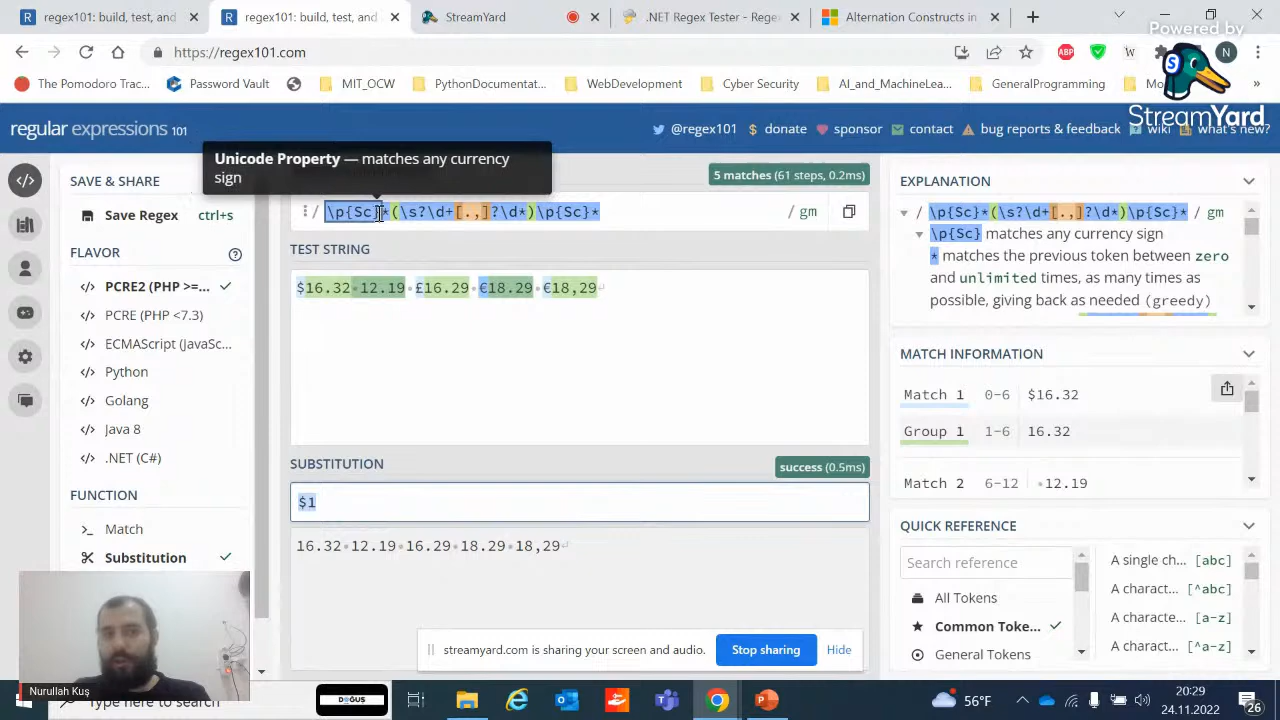 regex101: build, test, and
regex101: build, test, and
StreamYard
.NET Regex Tester - Rege
Alternation Constructs in
Powered by
StreamYard
https://regex101.com
ABP
W
N
The Pomodoro Trac...
Password Vault
MIT_OCW
PythonDocumentation
WebDevelopment
Cyber Security
AI_and_MachineLea...
GeneralProgramming
»
regular expressions 101
@regex101
$ donate
sponsor
contact
bug reports & feedback
wiki
what's new?
Unicode Property — matches any currency
sign
5 matches (61 steps, 0.2ms)
/ \p{Sc}*(\s?\d+[.,]?\d*)\p{Sc}*
/ gm
TEST STRING
$16.32 12.19 £16.29 €18.29 €18,29
SAVE & SHARE
Save Regex ctrl+s
FLAVOR
PCRE2 (PHP >=...
PCRE (PHP <7.3)
ECMAScript (JavaSc...
Python
Golang
Java 8
.NET (C#)
FUNCTION
Match
Substitution
SUBSTITUTION
success (0.5ms)
$1
16.32 12.19 16.29 18.29 18,29
EXPLANATION
/ \p{Sc}*(\s?\d+[.,]?\d*)\p{Sc}* / gm
\p{Sc} matches any currency sign
* matches the previous token between zero
and unlimited times, as many times as
possible, giving back as needed (greedy)
MATCH INFORMATION
Match 1 0-6 $16.32
Group 1 1-6 16.32
Match 2 6-12 12.19
QUICK REFERENCE
Search reference
All Tokens
Common Toke...
General Tokens
A single ch... [abc]
A charact... [^abc]
A characte... [a-z]
A charact... [^a-z]
streamyard.com is sharing your screen and audio.
Stop sharing
Hide
Nurullah Kuş
Type here to search
DOĞUŞ
56°F
20:29
24.11.2022
26